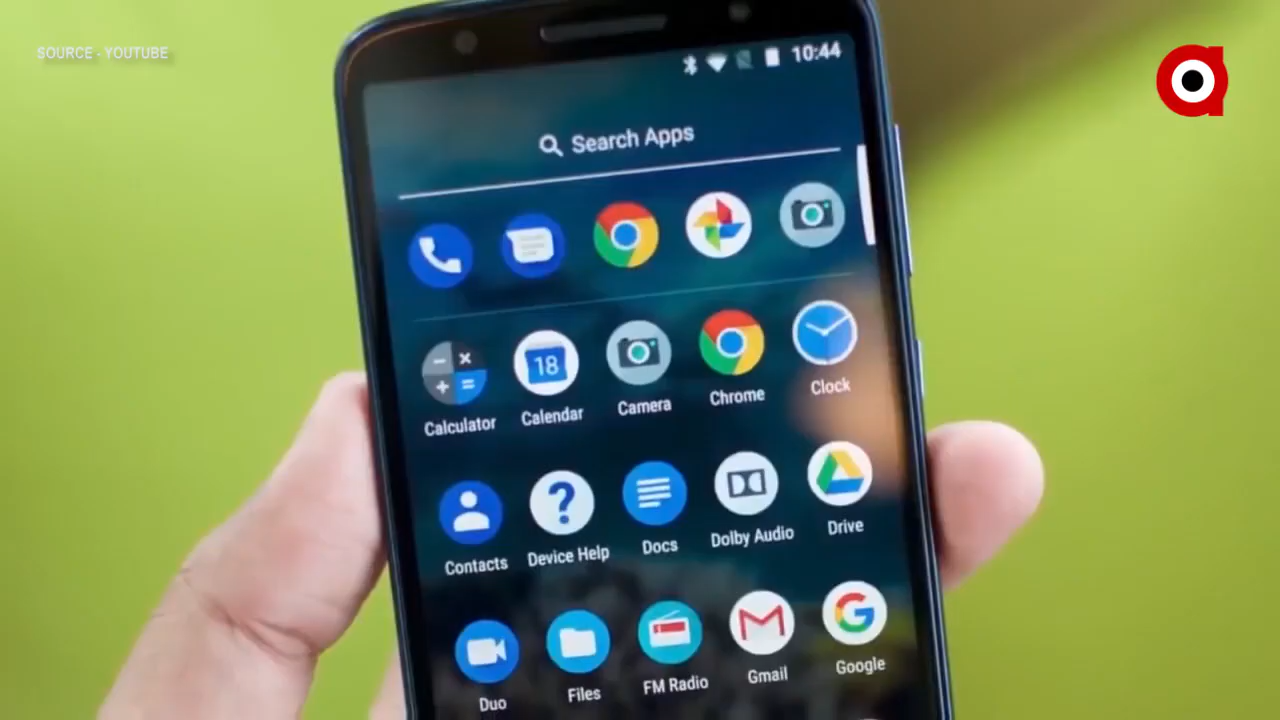 SOURCE - YOUTUBE
10:44
Search Apps
18
Calculator
Calendar
Camera
Chrome
Clock
Contacts
Device Help
Docs
Dolby Audio
Drive
Duo
Files
FM Radio
Gmail
Google